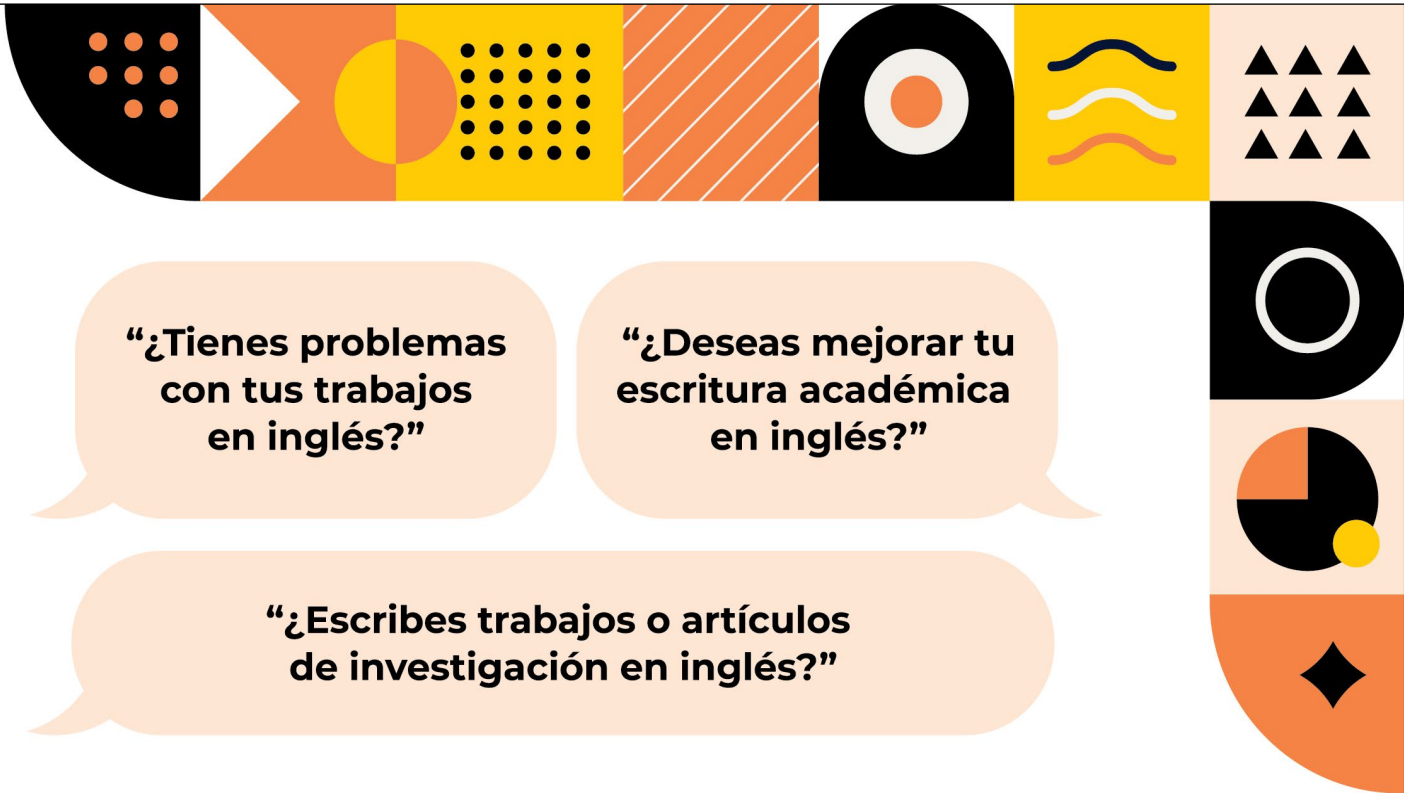 “¿Tienes problemas
con tus trabajos
en inglés?”
“¿Deseas mejorar tu
escritura académica
en inglés?”
“¿Escribes trabajos o artículos
de investigación en inglés?”